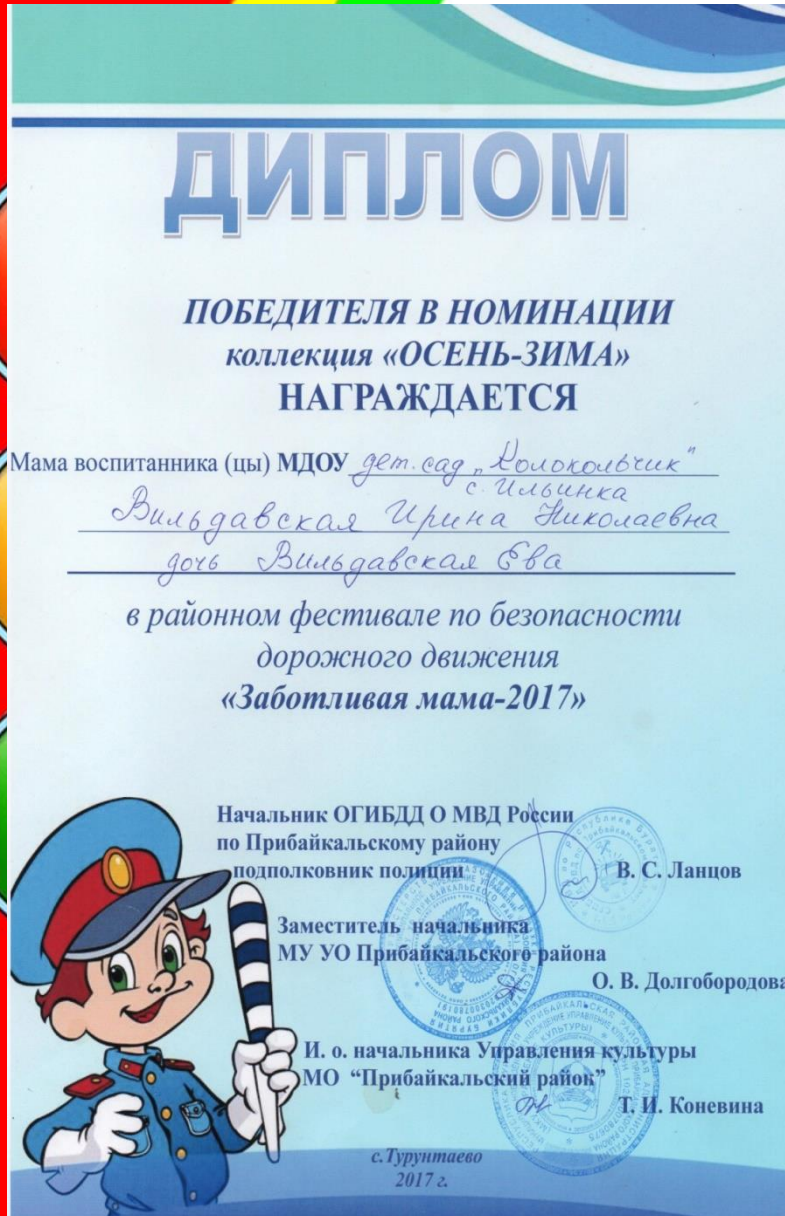 ДИПЛОМ
ПОБЕДИТЕЛЯ В НОМИНАЦИИ
коллекция «ОСЕНЬ-ЗИМА»
НАГРАЖДАЕТСЯ
Мама воспитанника (цы) МДОУ дет. сад „Колокольчик"
с. Ильинка
Вильдавская Ирина Николаевна
дочь Вильдавская Ева
в районном фестивале по безопасности
дорожного движения
«Заботливая мама-2017»
Начальник ОГИБДД О МВД России
по Прибайкальскому району
подполковник полиции В. С. Ланцов
Заместитель начальника
МУ УО Прибайкальского района
О. В. Долгобородова
И. о. начальника Управления культуры
МО “Прибайкальский район”
Т. И. Коневина
с.Турунтаево
2017 г.